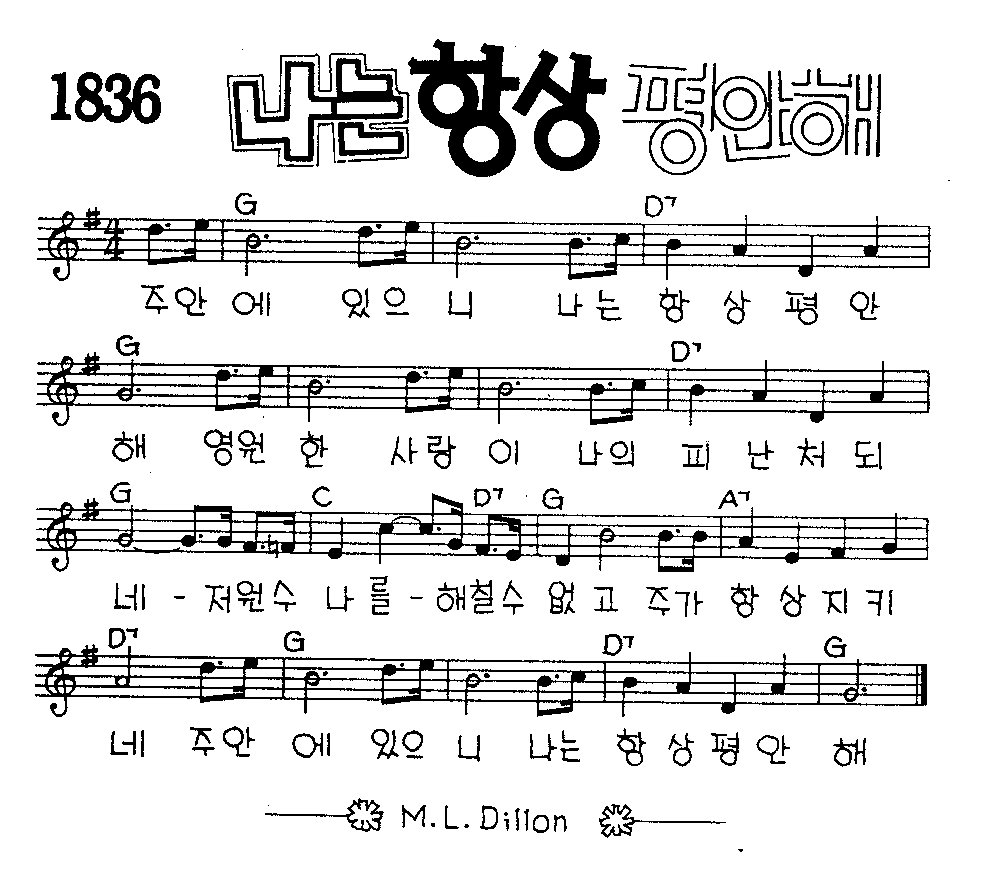 1836 나는 항상 평안해
G D7
주안에 있으니 나는 항상 평안
G D7
해 영원한 사랑이 나의 피난처되
G C D7 G A7
네 - 저원수 나를 - 해칠수 없고 주가 항상 지키
D7 G D7 G
네 주안에 있으니 나는 항상 평안 해
M.L.Dillon